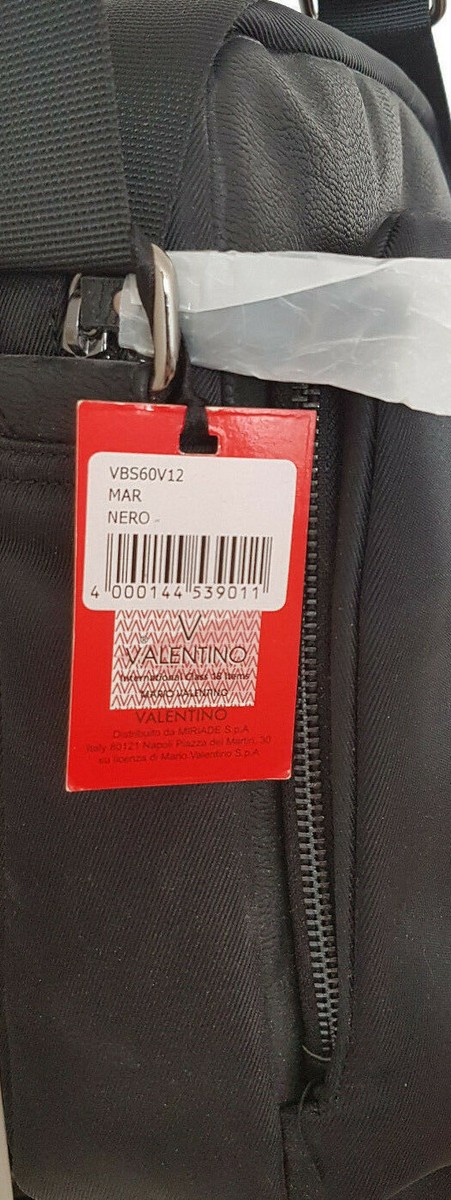 VBS60V12
MAR
NERO -
4 000144 539011
V
VALENTINO
International Class 18 Items
MARIO VALENTINO
VALENTINO
Distribuito da MIRIADE S.p.A
Italy 80121 Napoli Piazza dei Martiri, 30
su licenza di Mario Valentino S.p.A